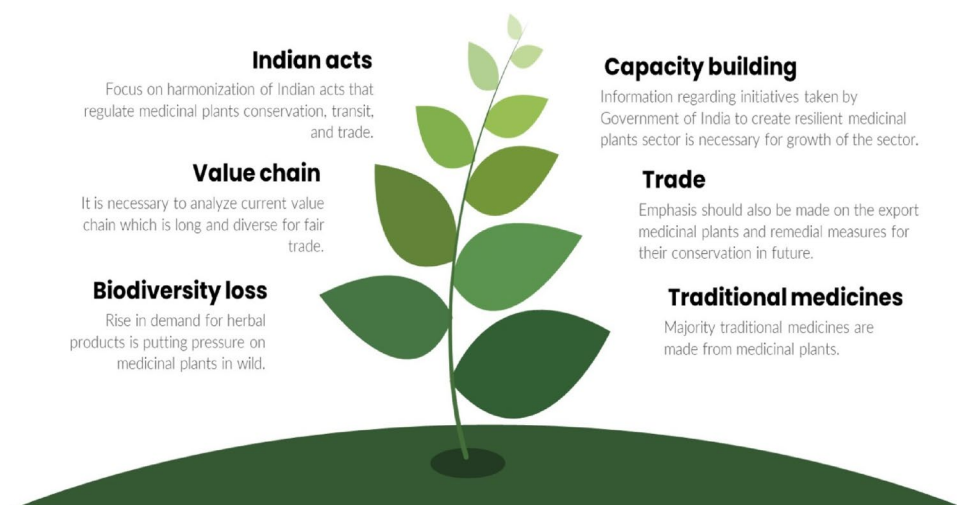 Indian acts
Focus on harmonization of Indian acts that
regulate medicinal plants conservation, transit,
and trade.
Value chain
It is necessary to analyze current value
chain which is long and diverse for fair
trade.
Biodiversity loss
Rise in demand for herbal
products is putting pressure on
medicinal plants in wild.
Capacity building
Information regarding initiatives taken by
Government of India to create resilient medicinal
plants sector is necessary for growth of the sector.
Trade
Emphasis should also be made on the export
medicinal plants and remedial measures for
their conservation in future.
Traditional medicines
Majority traditional medicines are
made from medicinal plants.